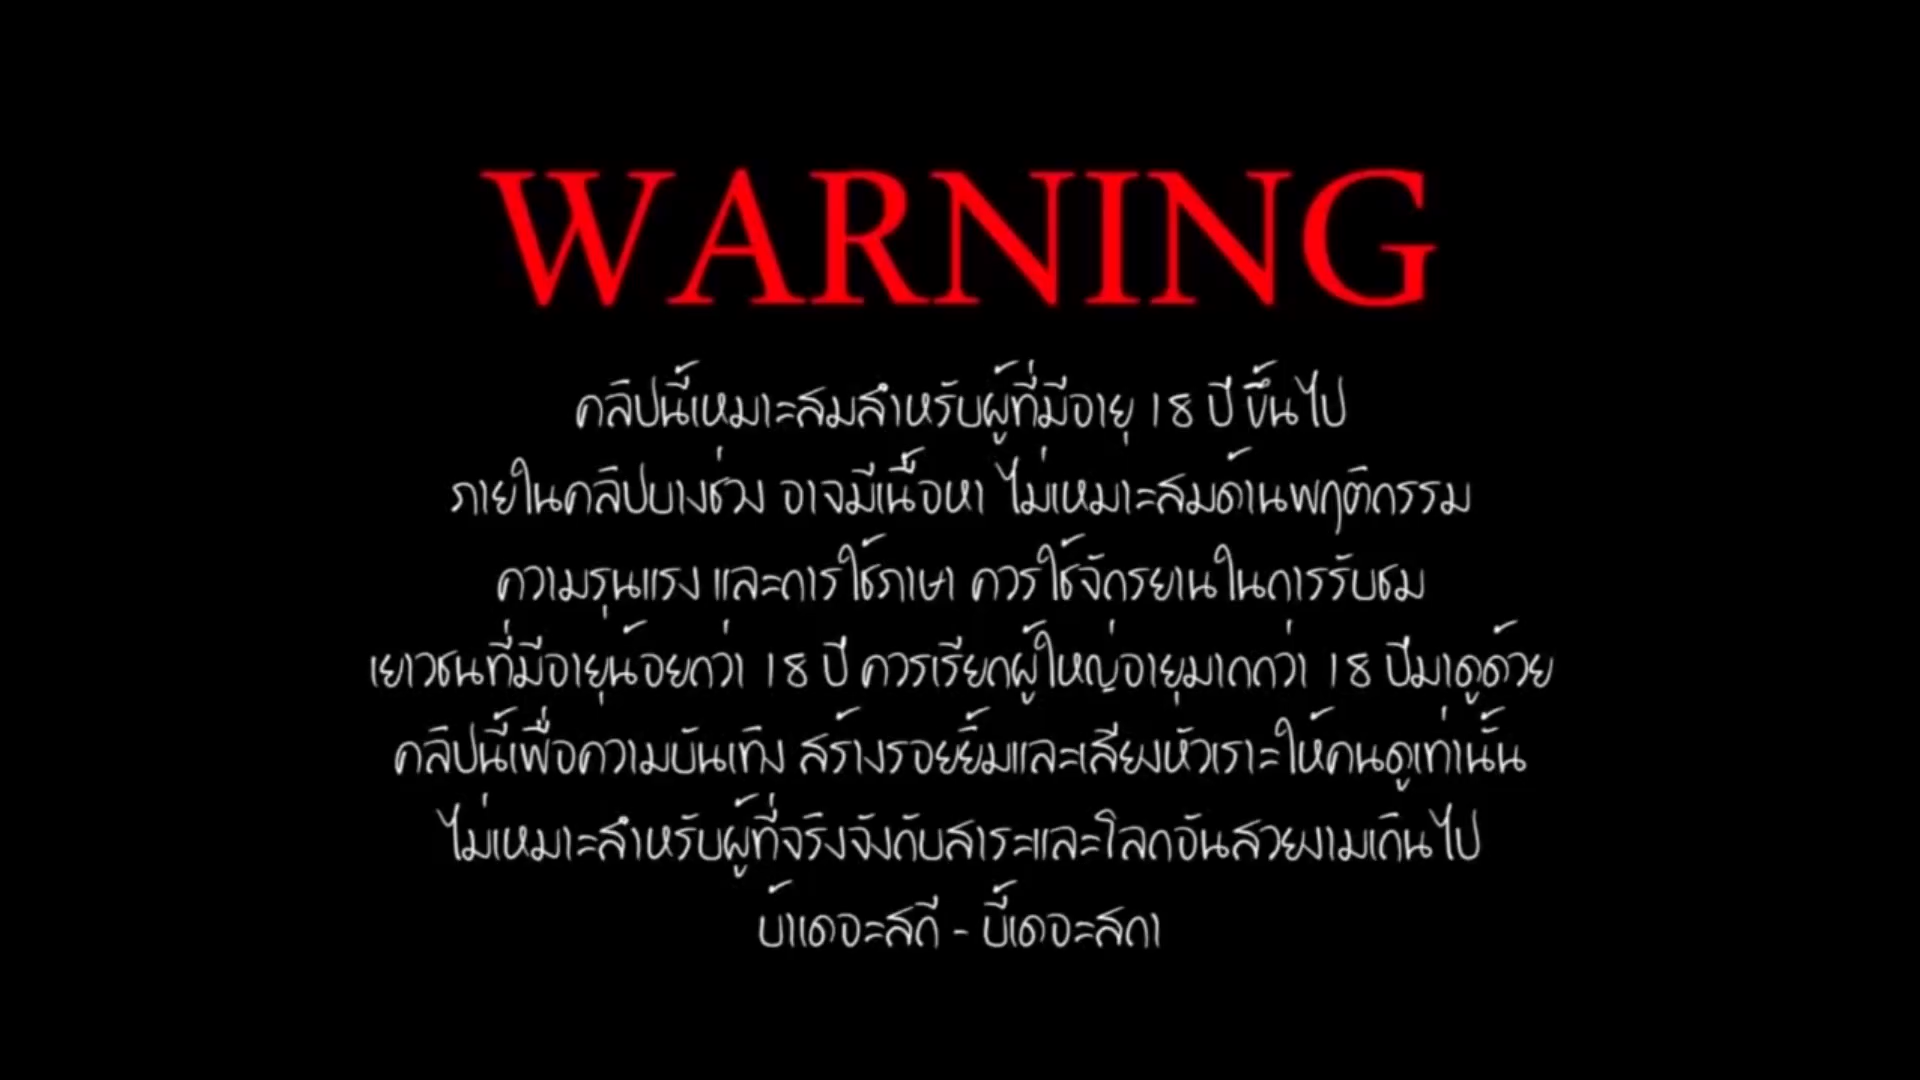 WARNING
คลิปนี้เหมาะสมสำหรับผู้ที่มีอายุ 18 ปี ขึ้นไป
ภายในคลิปบางช่วง อาจมีเนื้อหา ไม่เหมาะสมด้านพฤติกรรม
ความรุนแรง และการใช้ภาษา ควรใช้จักรยานในการรับชม
เยาวชนที่มีอายุน้อยกว่า 18 ปี ควรเรียกผู้ใหญ่อายุมากกว่า 18 ปีมาดูด้วย
คลิปนี้เพื่อความบันเทิง สร้างรอยยิ้มและเสียงหัวเราะให้คนดูเท่านั้น
ไม่เหมาะสำหรับผู้ที่จริงจังกับสาระและโลกอันสวยงามเกินไป
บ้าเดอะสกี - บี้เดอะสกา